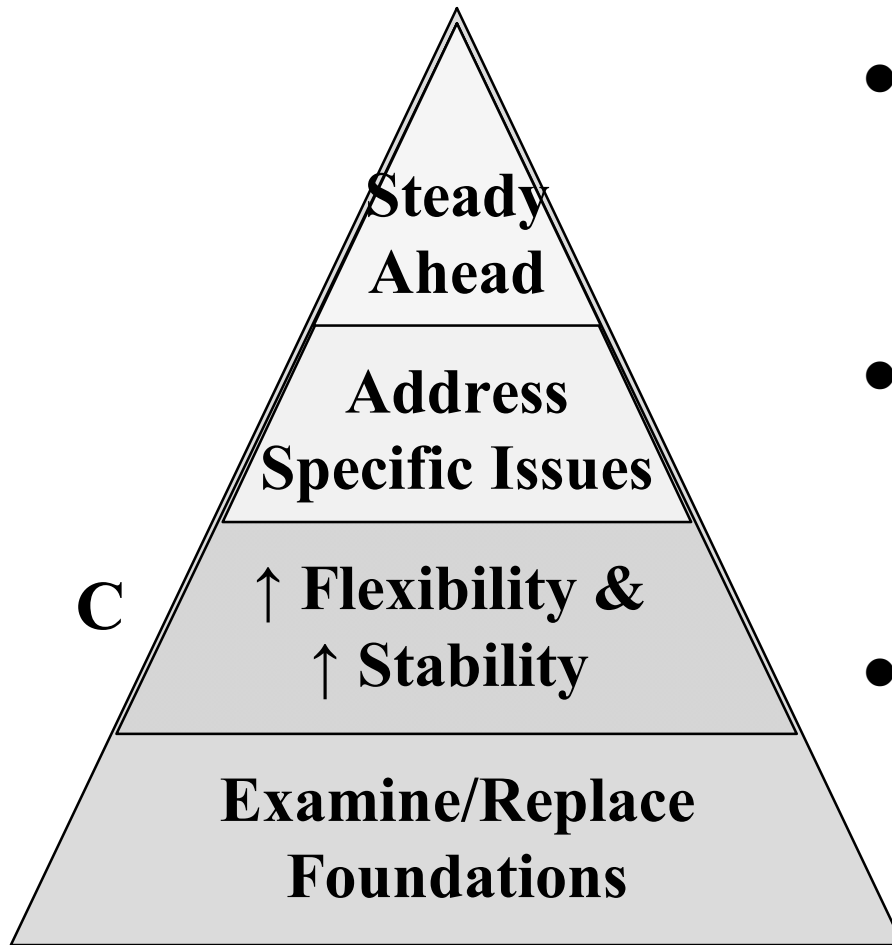 Steady
Ahead
Address
Specific Issues
C
↑ Flexibility &
↑ Stability
Examine/Replace
Foundations